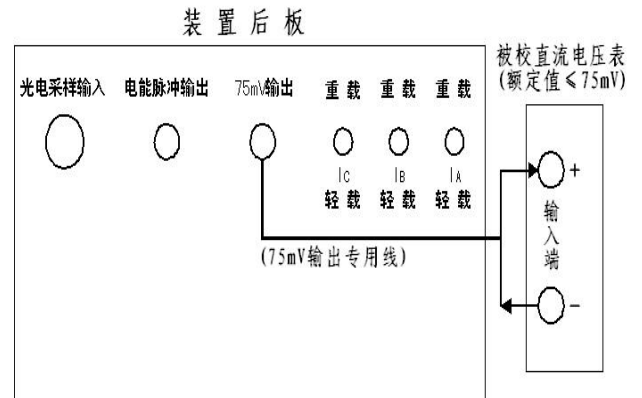 装置后板
被校直流电压表
(额定值≤75mV)
光电采样输入 电能脉冲输出 75mV输出 重载 重载 重载
IC IB IA
轻载 轻载 轻载
+
输入端
-
(75mV输出专用线)